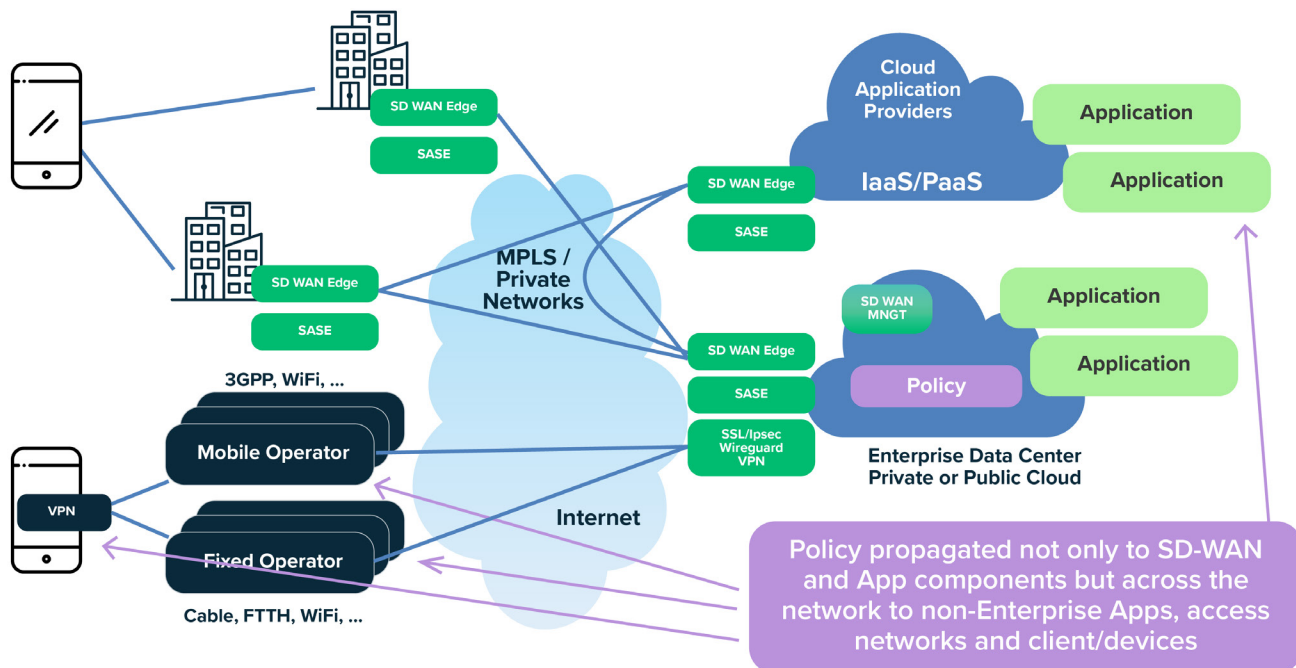 SD WAN Edge
SASE
SD WAN Edge
SASE
MPLS /
Private
Networks
Internet
3GPP, WiFi, ...
Mobile Operator
Fixed Operator
Cable, FTTH, WiFi, ...
VPN
Cloud
Application
Providers
IaaS/PaaS
SD WAN Edge
SASE
Application
Application
SD WAN
MNGT
Policy
SD WAN Edge
SASE
SSL/Ipsec
Wireguard
VPN
Application
Application
Enterprise Data Center
Private or Public Cloud
Policy propagated not only to SD-WAN
and App components but across the
network to non-Enterprise Apps, access
networks and client/devices